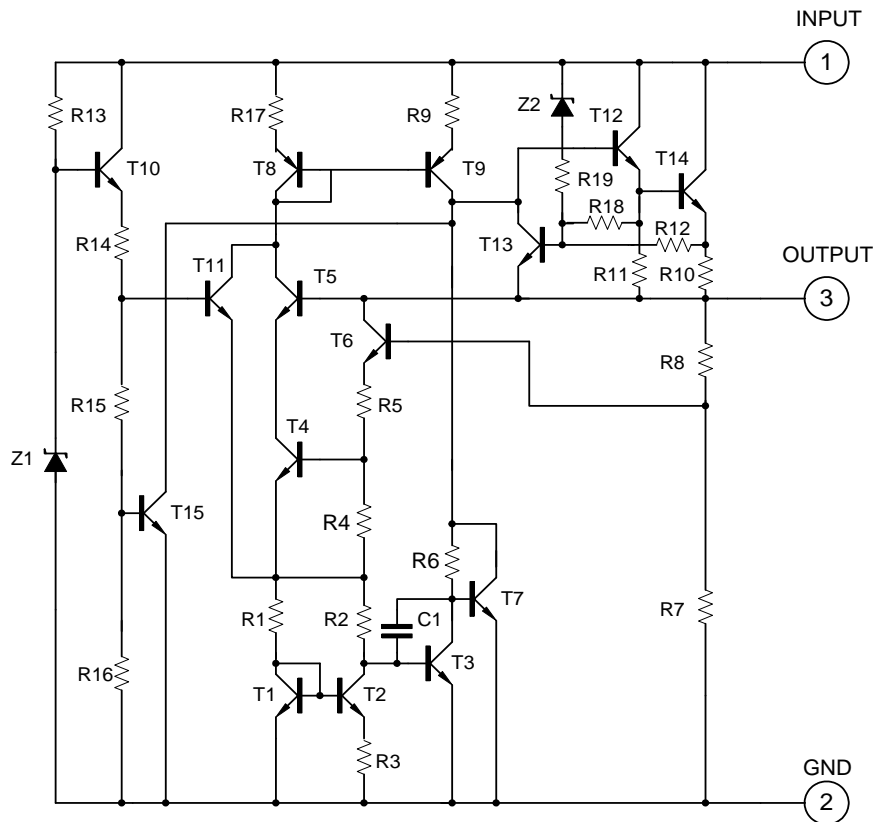 INPUT
1
R13
R17
R9
Z2
T12
T10
T8
T9
T14
R19
R18
R14
T13
R12
T11
T5
R11
R10
OUTPUT
3
T6
R8
R15
R5
T4
Z1
T15
R4
R6
T7
R1
R2
C1
R7
R16
T1
T2
T3
R3
GND
2